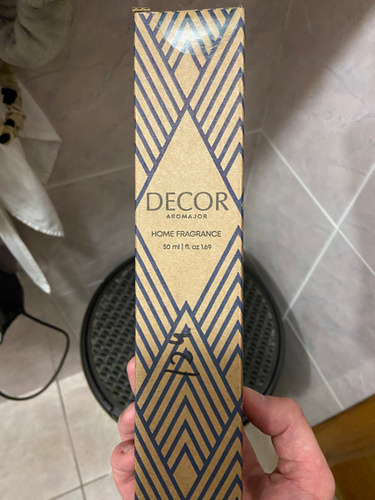 DECOR
AROMAJOR
HOME FRAGRANCE
50 ml | fl. oz 1.69